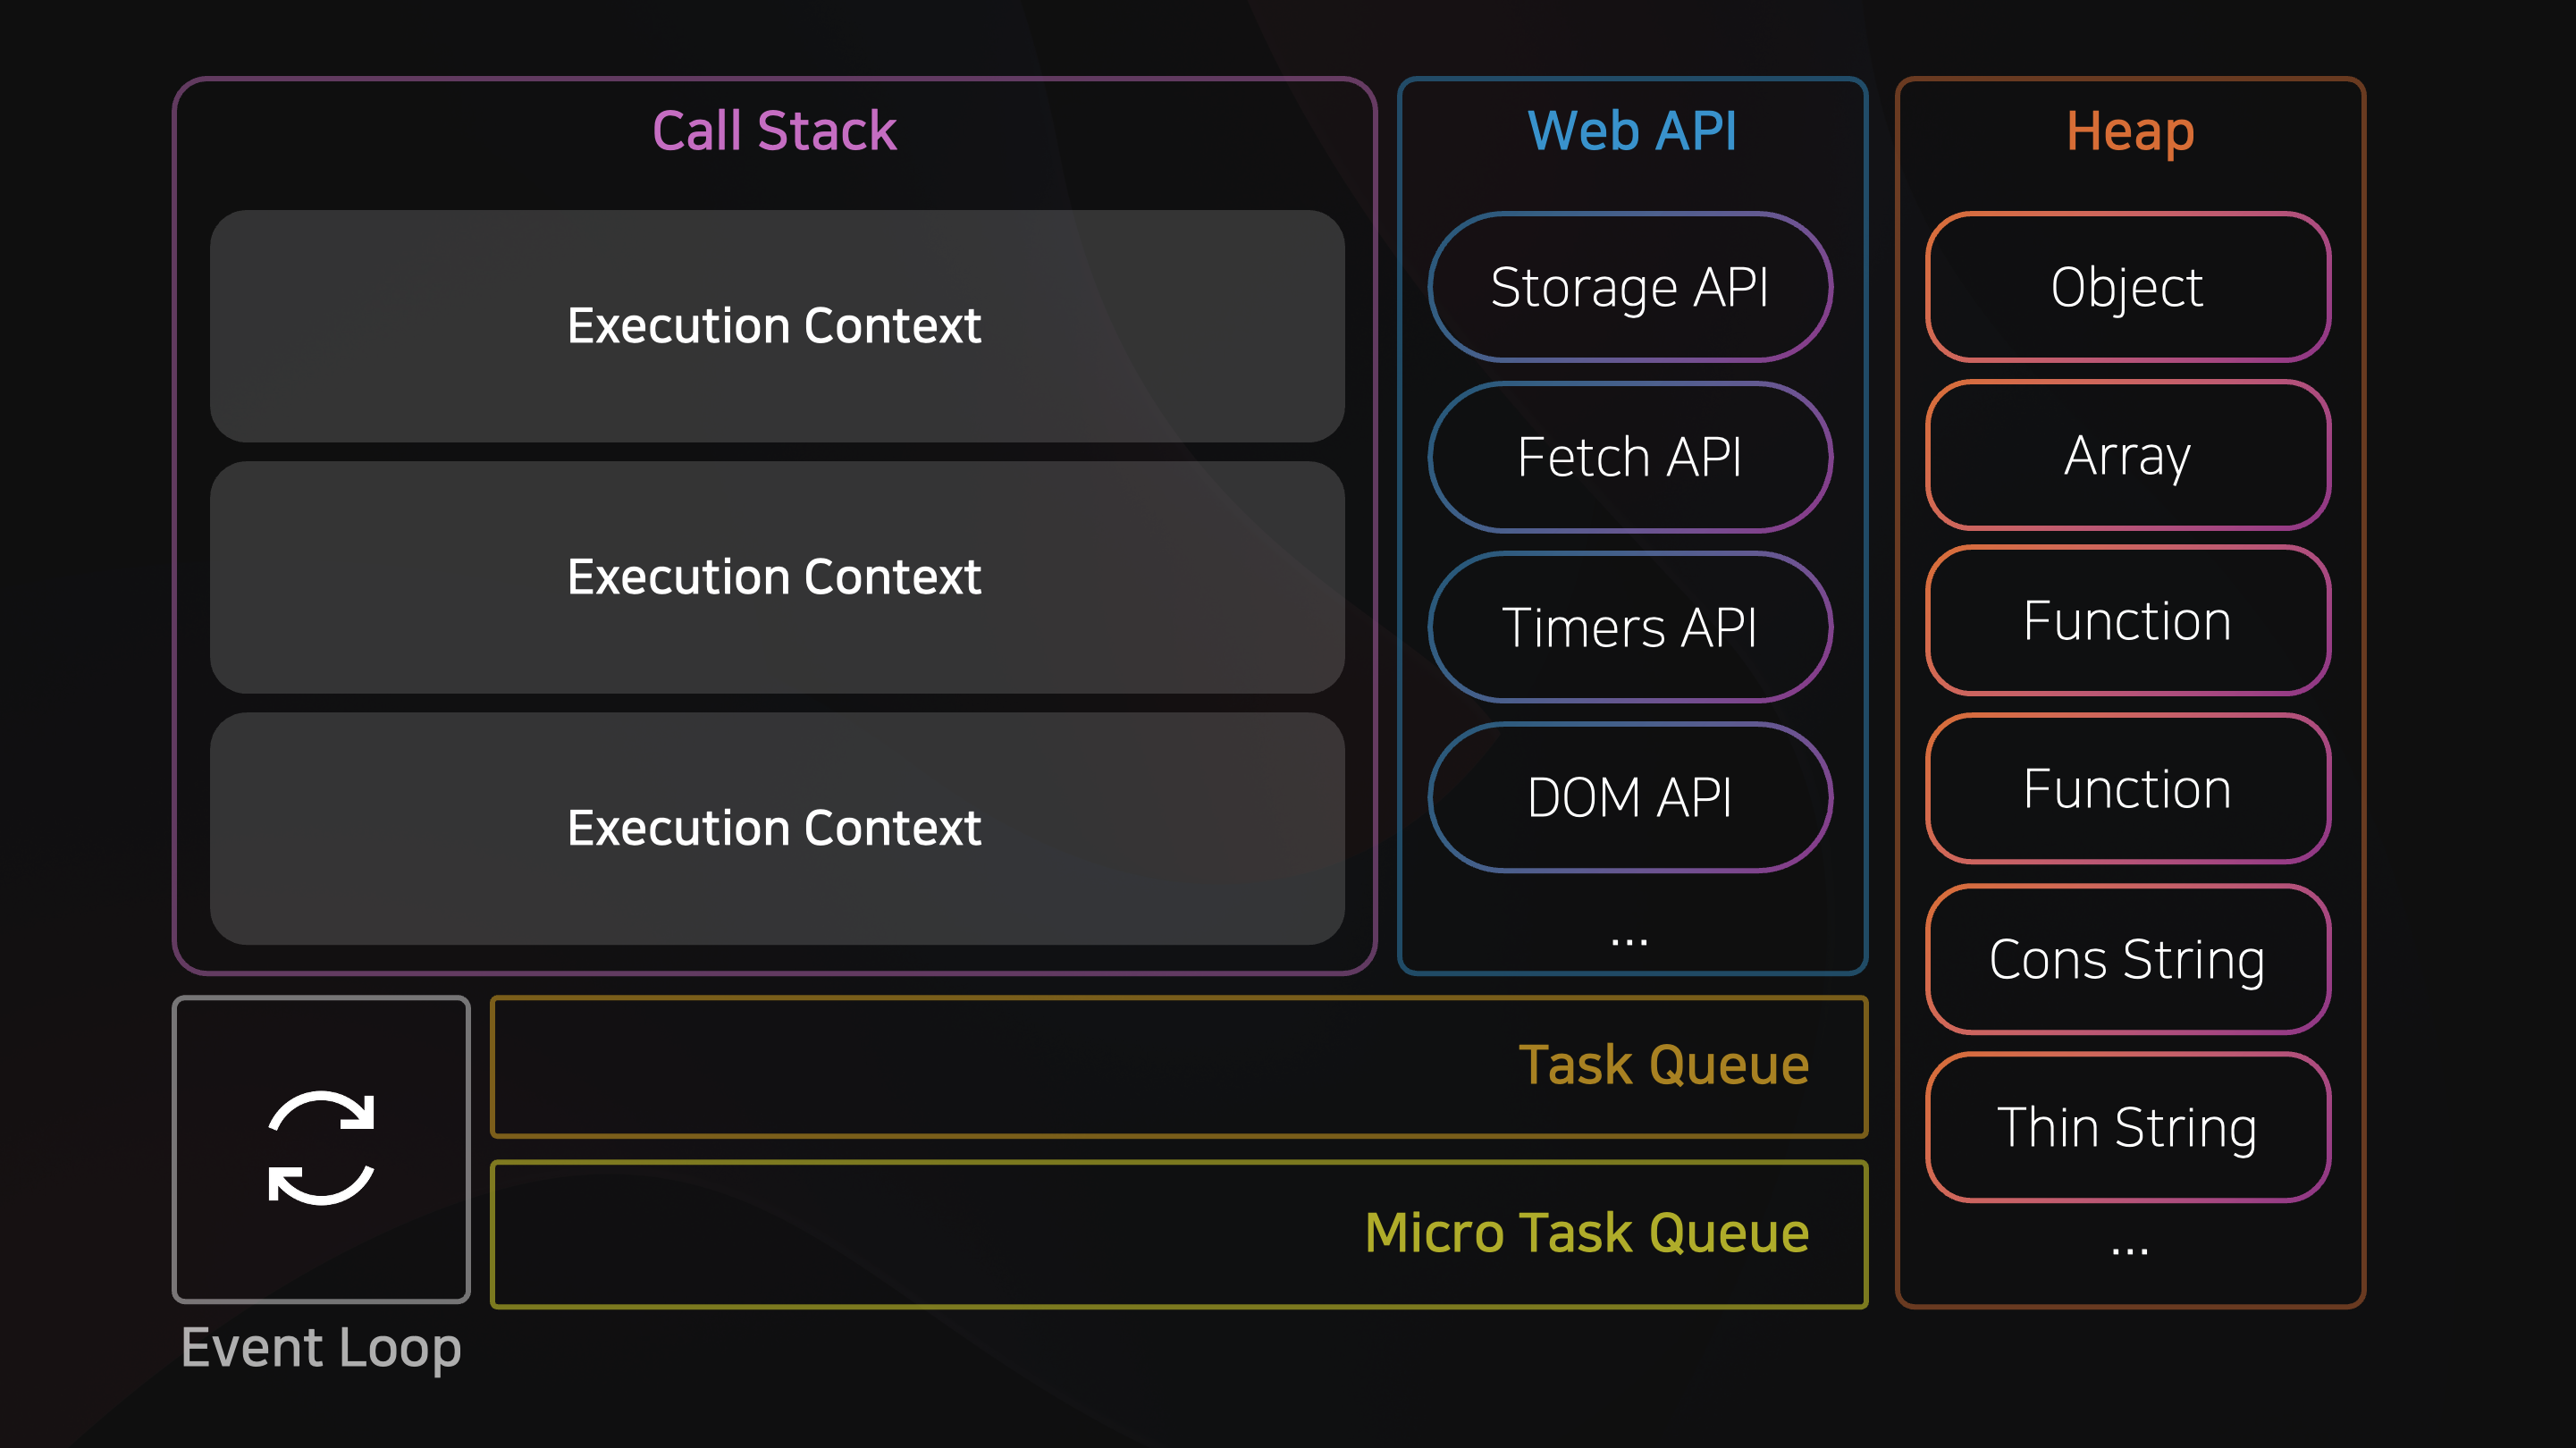 Call Stack
Execution Context
Execution Context
Execution Context
Web API
Storage API
Fetch API
Timers API
DOM API
...
Heap
Object
Array
Function
Function
Cons String
Thin String
...
Event Loop
Task Queue
Micro Task Queue